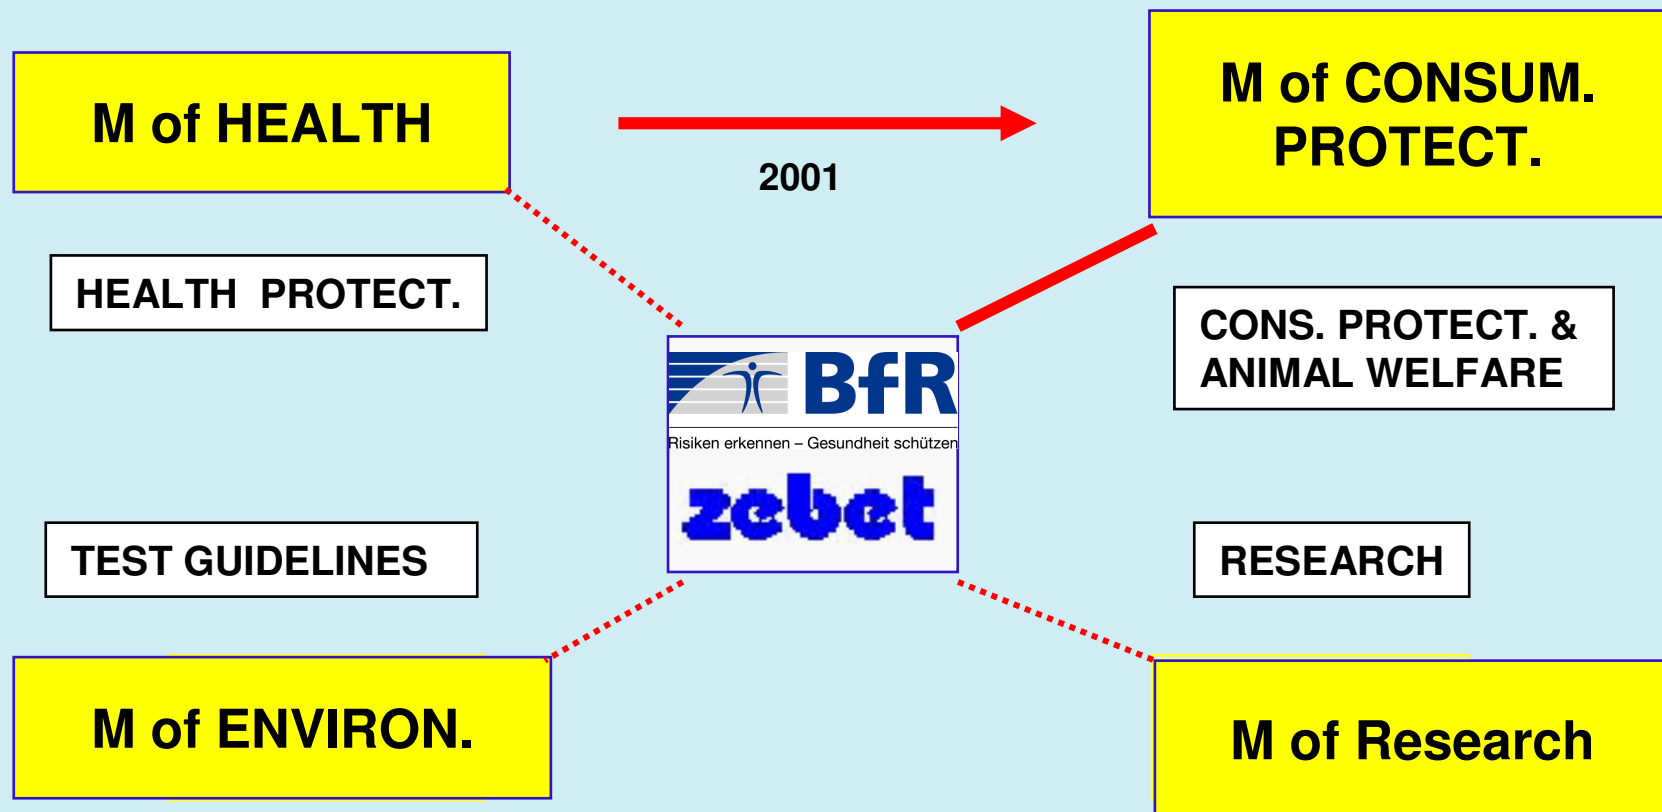 M of HEALTH
2001
M of CONSUM.
PROTECT.
HEALTH PROTECT.
CONS. PROTECT. &
ANIMAL WELFARE
BfR
Risiken erkennen – Gesundheit schützen
zebet
TEST GUIDELINES
RESEARCH
M of ENVIRON.
M of Research